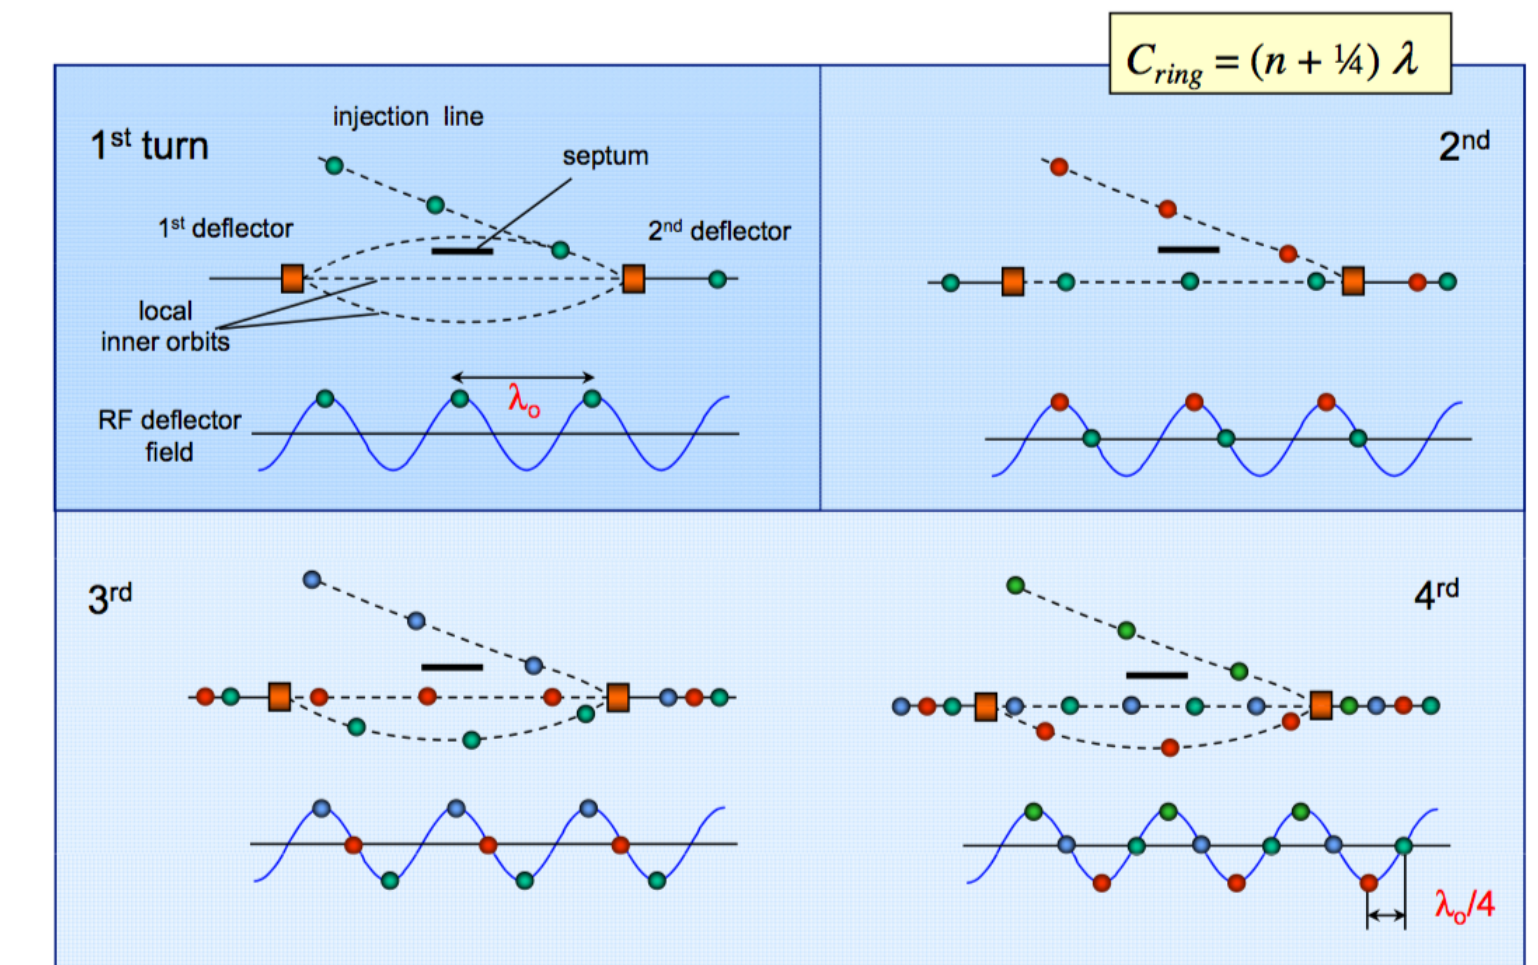 C_ring = (n + ¼) λ
1st turn
injection line
septum
1st deflector
2nd deflector
local
inner orbits
λo
RF deflector
field
2nd
3rd
4rd
λo/4